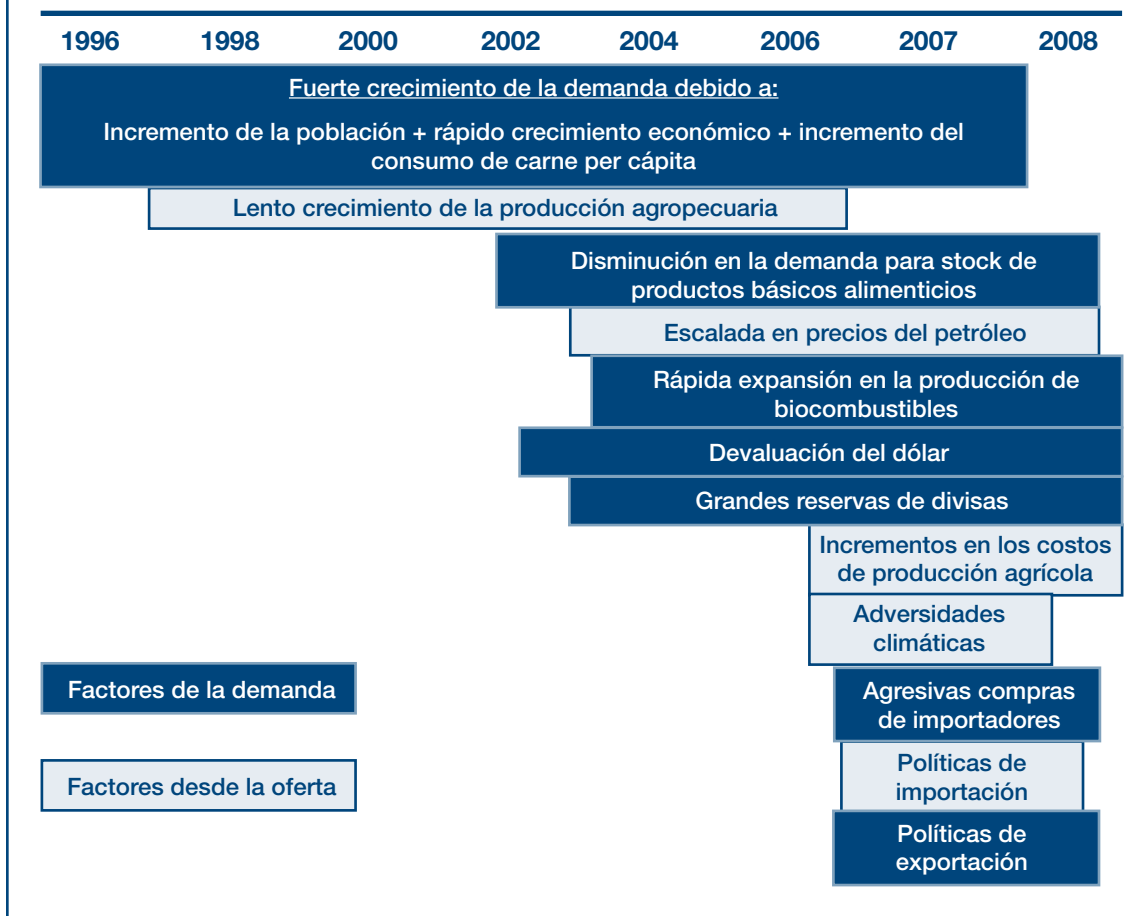 1996 1998 2000 2002 2004 2006 2007 2008
Fuerte crecimiento de la demanda debido a:
Incremento de la población + rápido crecimiento económico + incremento del
consumo de carne per cápita
Lento crecimiento de la producción agropecuaria
Disminución en la demanda para stock de
productos básicos alimenticios
Escalada en precios del petróleo
Rápida expansión en la producción de
biocombustibles
Devaluación del dólar
Grandes reservas de divisas
Incrementos en los costos
de producción agrícola
Adversidades
climáticas
Factores de la demanda
Agresivas compras
de importadores
Factores desde la oferta
Políticas de
importación
Políticas de
exportación